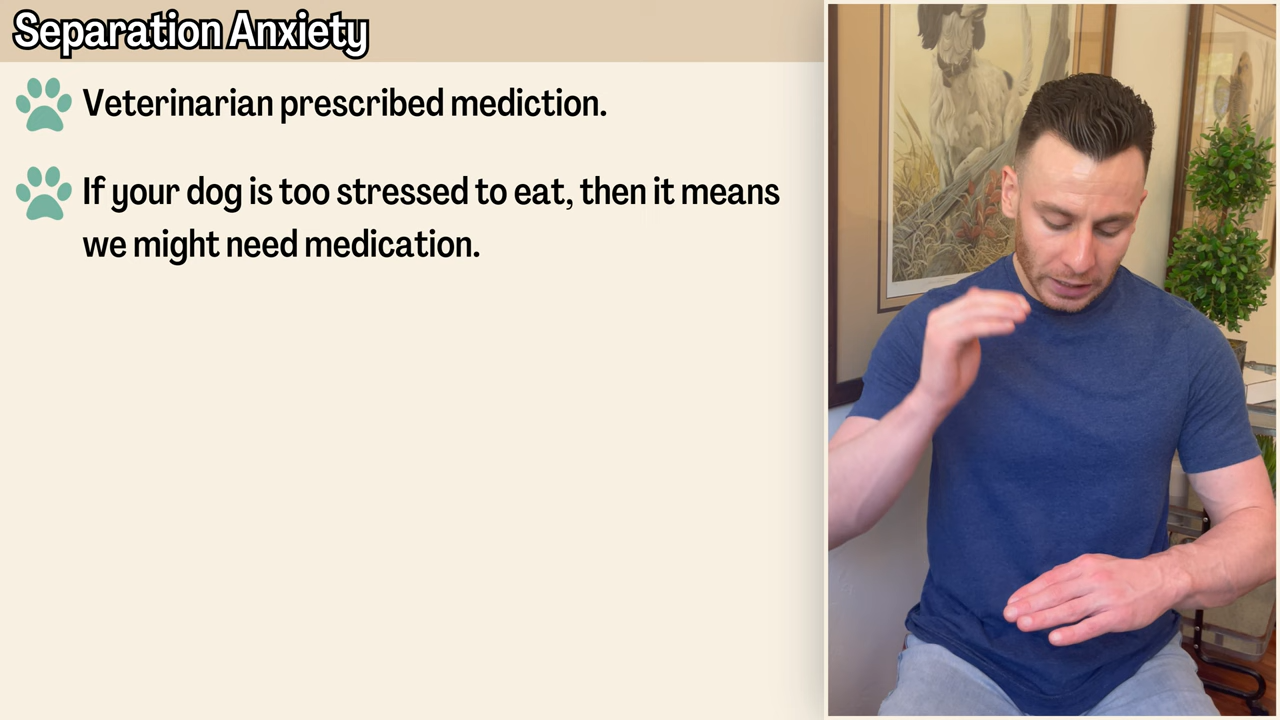 Separation Anxiety
Veterinarian prescribed mediction.
If your dog is too stressed to eat, then it means
we might need medication.